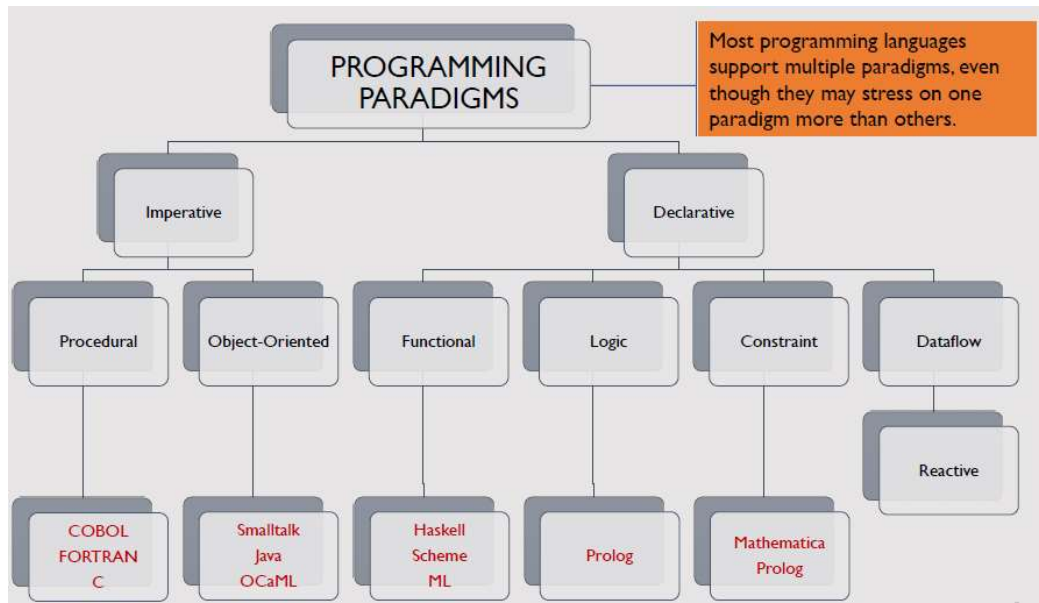 PROGRAMMING
PARADIGMS
Most programming languages
support multiple paradigms, even
though they may stress on one
paradigm more than others.
Imperative
Declarative
Procedural
Object-Oriented
Functional
Logic
Constraint
Dataflow
Reactive
COBOL
FORTRAN
C
Smalltalk
Java
OCaML
Haskell
Scheme
ML
Prolog
Mathematica
Prolog